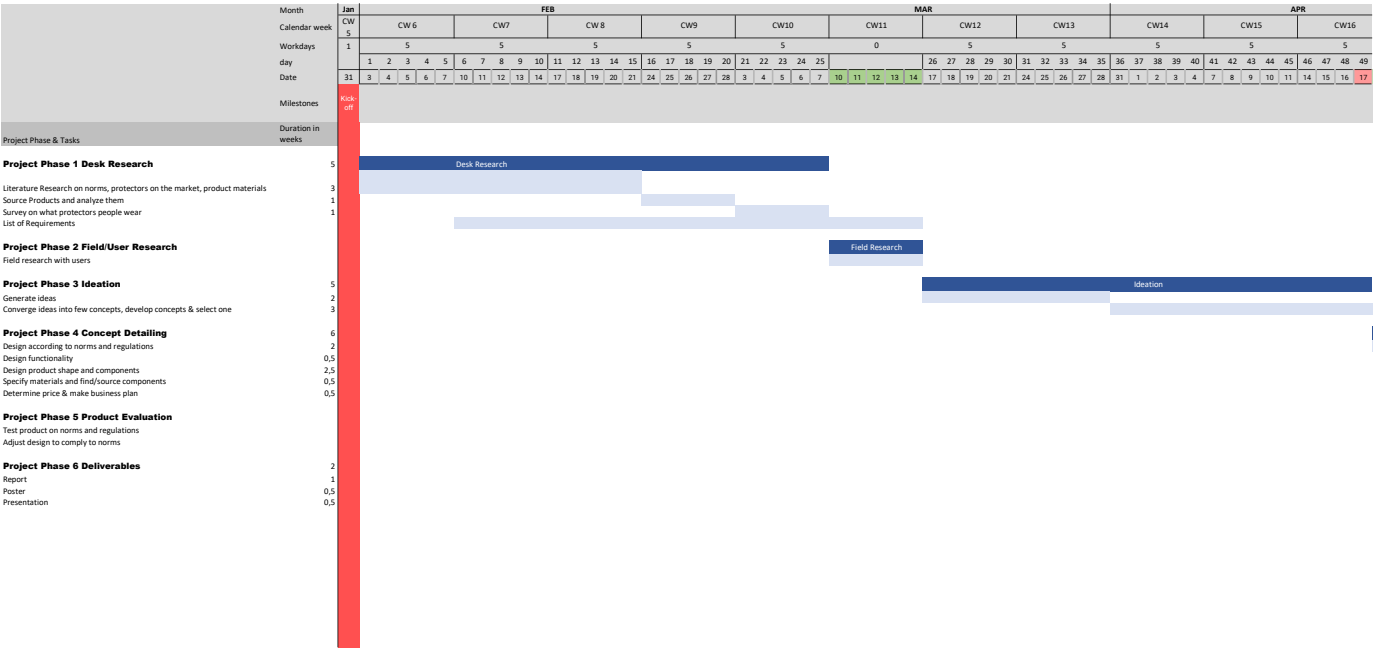 Month Jan FEB MAR APR
Calendar week CW 5 CW 6 CW7 CW 8 CW9 CW10 CW11 CW12 CW13 CW14 CW15 CW16
Workdays 1 5 5 5 5 5 0 5 5 5 5 5
day 1 2 3 4 5 6 7 8 9 10 11 12 13 14 15 16 17 18 19 20 21 22 23 24 25 26 27 28 29 30 31 32 33 34 35 36 37 38 39 40 41 42 43 44 45 46 47 48 49
Date 31 3 4 5 6 7 10 11 12 13 14 17 18 19 20 21 24 25 26 27 28 3 4 5 6 7 10 11 12 13 14 17 18 19 20 21 24 25 26 27 28 31 1 2 3 4 7 8 9 10 11 14 15 16 17
Milestones Kick-off
Project Phase & Tasks Duration in weeks
Project Phase 1 Desk Research 5 Desk Research
Literature Research on norms, protectors on the market, product materials 3
Source Products and analyze them 1
Survey on what protectors people wear 1
List of Requirements
Project Phase 2 Field/User Research Field Research
Field research with users
Project Phase 3 Ideation 5 Ideation
Generate ideas 2
Converge ideas into few concepts, develop concepts & select one 3
Project Phase 4 Concept Detailing 6
Design according to norms and regulations 2
Design functionality 0,5
Design product shape and components 2,5
Specify materials and find/source components 0,5
Determine price & make business plan 0,5
Project Phase 5 Product Evaluation
Test product on norms and regulations
Adjust design to comply to norms
Project Phase 6 Deliverables 2
Report 1
Poster 0,5
Presentation 0,5